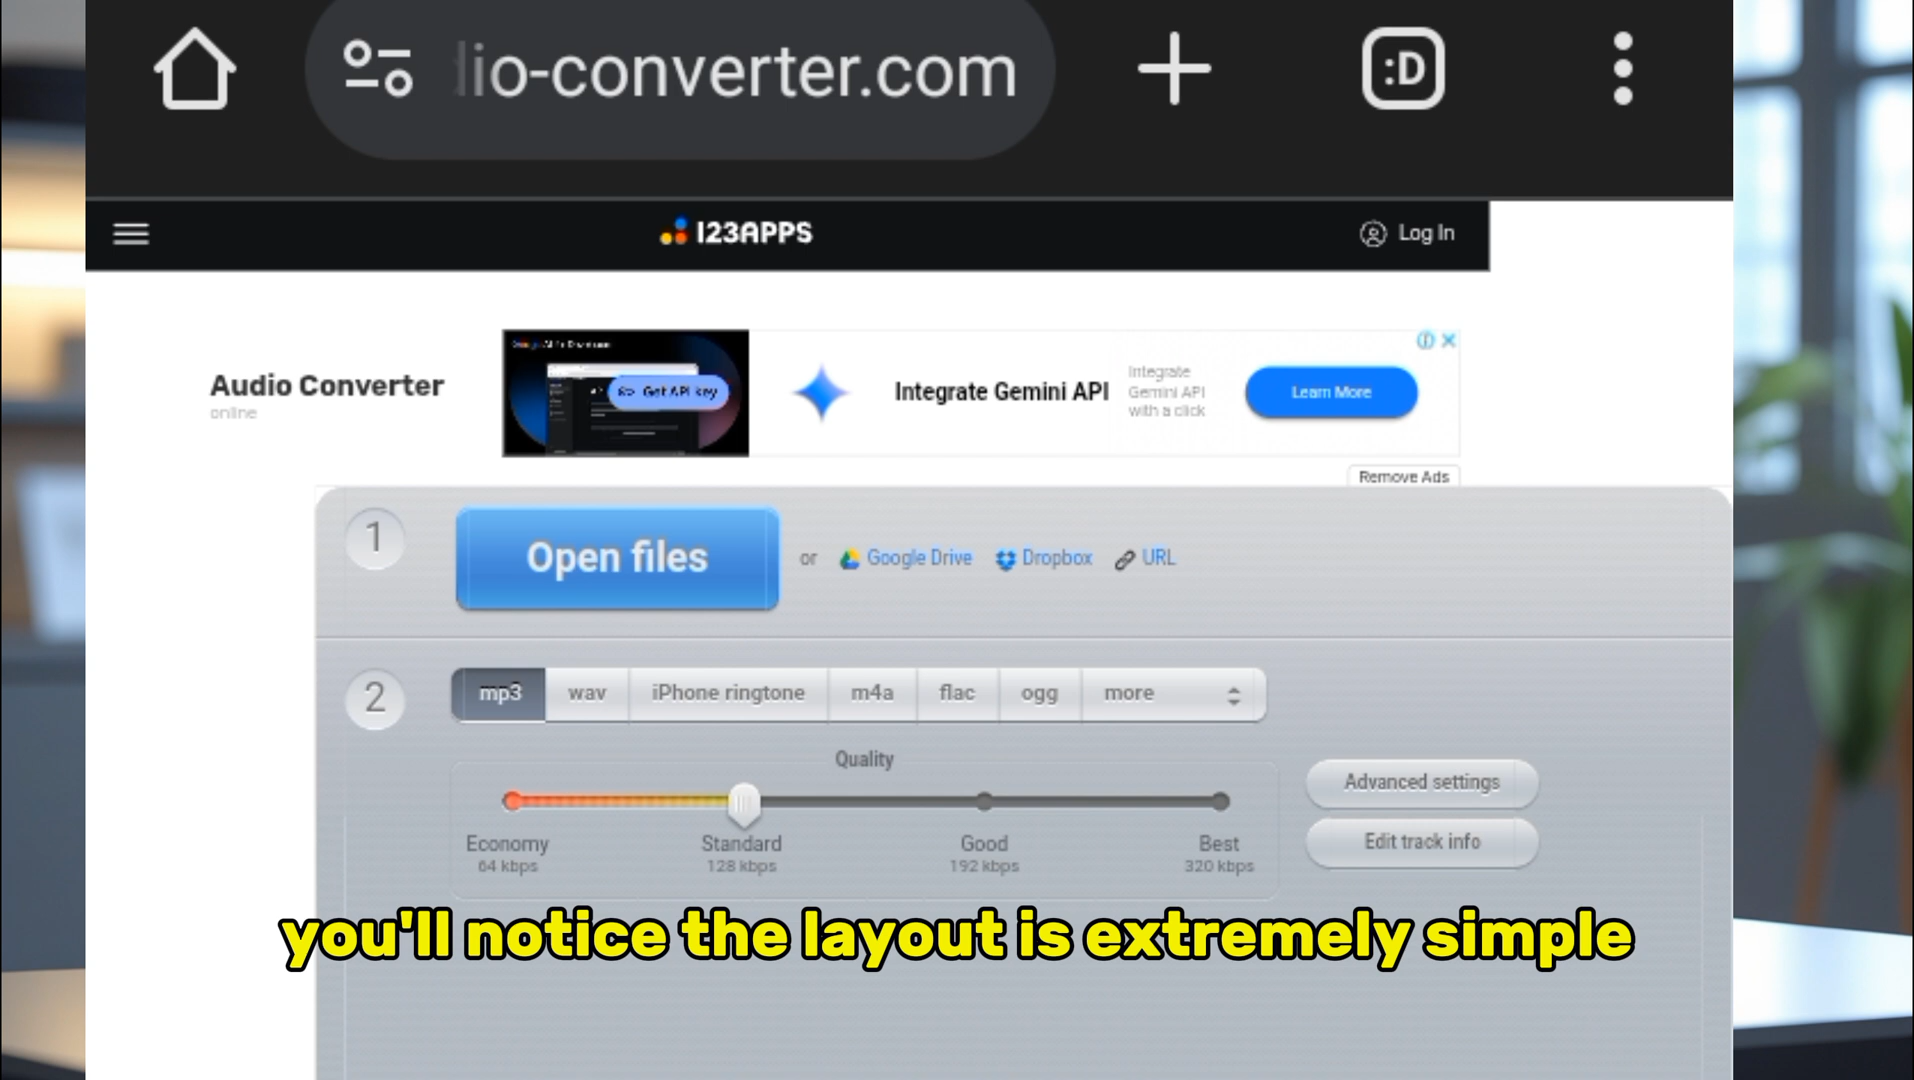 io-converter.com
:D
123APPS
Log In
Audio Converter
online
Get API key
Integrate Gemini API
Integrate
Gemini API
with a click
Learn More
Remove Ads
1
Open files
or
Google Drive
Dropbox
URL
2
mp3
wav
iPhone ringtone
m4a
flac
ogg
more
Quality
Economy
64 kbps
Standard
128 kbps
Good
192 kbps
Best
320 kbps
Advanced settings
Edit track info
you'll notice the layout is extremely simple